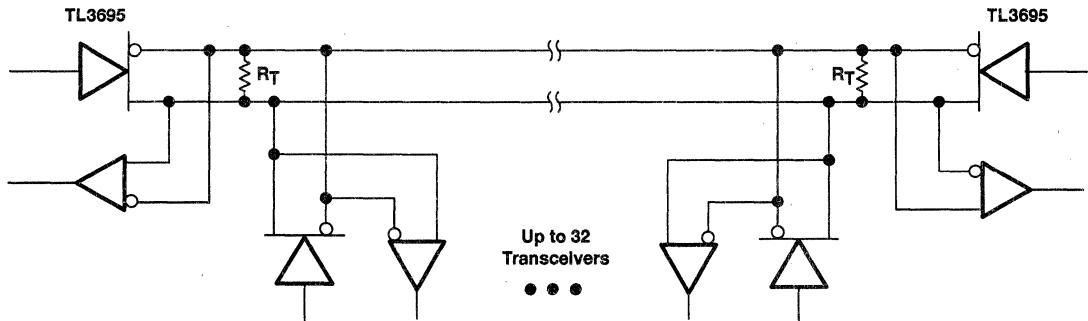 TL3695
TL3695
RT
RT
Up to 32
Transceivers